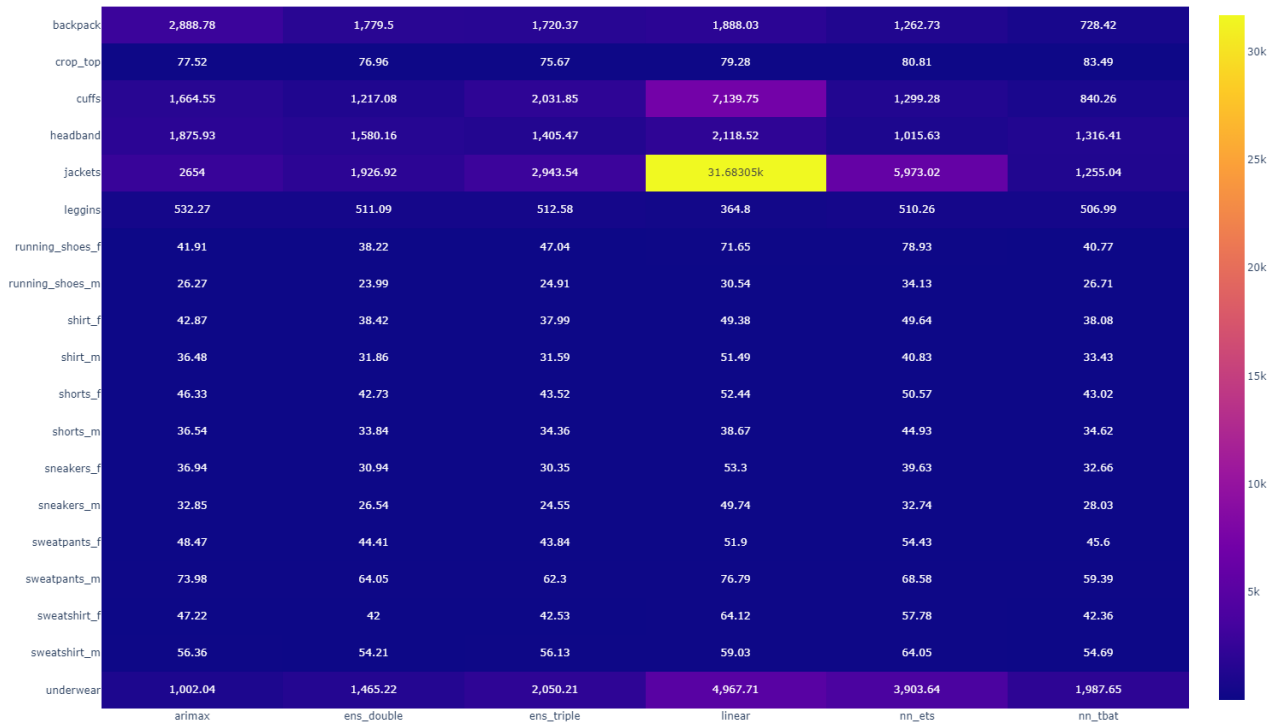 backpack 2,888.78 1,779.5 1,720.37 1,888.03 1,262.73 728.42
30k
crop_top 77.52 76.96 75.67 79.28 80.81 83.49
cuffs 1,664.55 1,217.08 2,031.85 7,139.75 1,299.28 840.26
headband 1,875.93 1,580.16 1,405.47 2,118.52 1,015.63 1,316.41
25k
jackets 2654 1,926.92 2,943.54 31.68305k 5,973.02 1,255.04
leggins 532.27 511.09 512.58 364.8 510.26 506.99
running_shoes_f 41.91 38.22 47.04 71.65 78.93 40.77
20k
running_shoes_m 26.27 23.99 24.91 30.54 34.13 26.71
shirt_f 42.87 38.42 37.99 49.38 49.64 38.08
shirt_m 36.48 31.86 31.59 51.49 40.83 33.43
15k
shorts_f 46.33 42.73 43.52 52.44 50.57 43.02
shorts_m 36.54 33.84 34.36 38.67 44.93 34.62
sneakers_f 36.94 30.94 30.35 53.3 39.63 32.66
10k
sneakers_m 32.85 26.54 24.55 49.74 32.74 28.03
sweatpants_f 48.47 44.41 43.84 51.9 54.43 45.6
sweatpants_m 73.98 64.05 62.3 76.79 68.58 59.39
5k
sweatshirt_f 47.22 42 42.53 64.12 57.78 42.36
sweatshirt_m 56.36 54.21 56.13 59.03 64.05 54.69
underwear 1,002.04 1,465.22 2,050.21 4,967.71 3,903.64 1,987.65
arimax ens_double ens_triple linear nn_ets nn_tbat